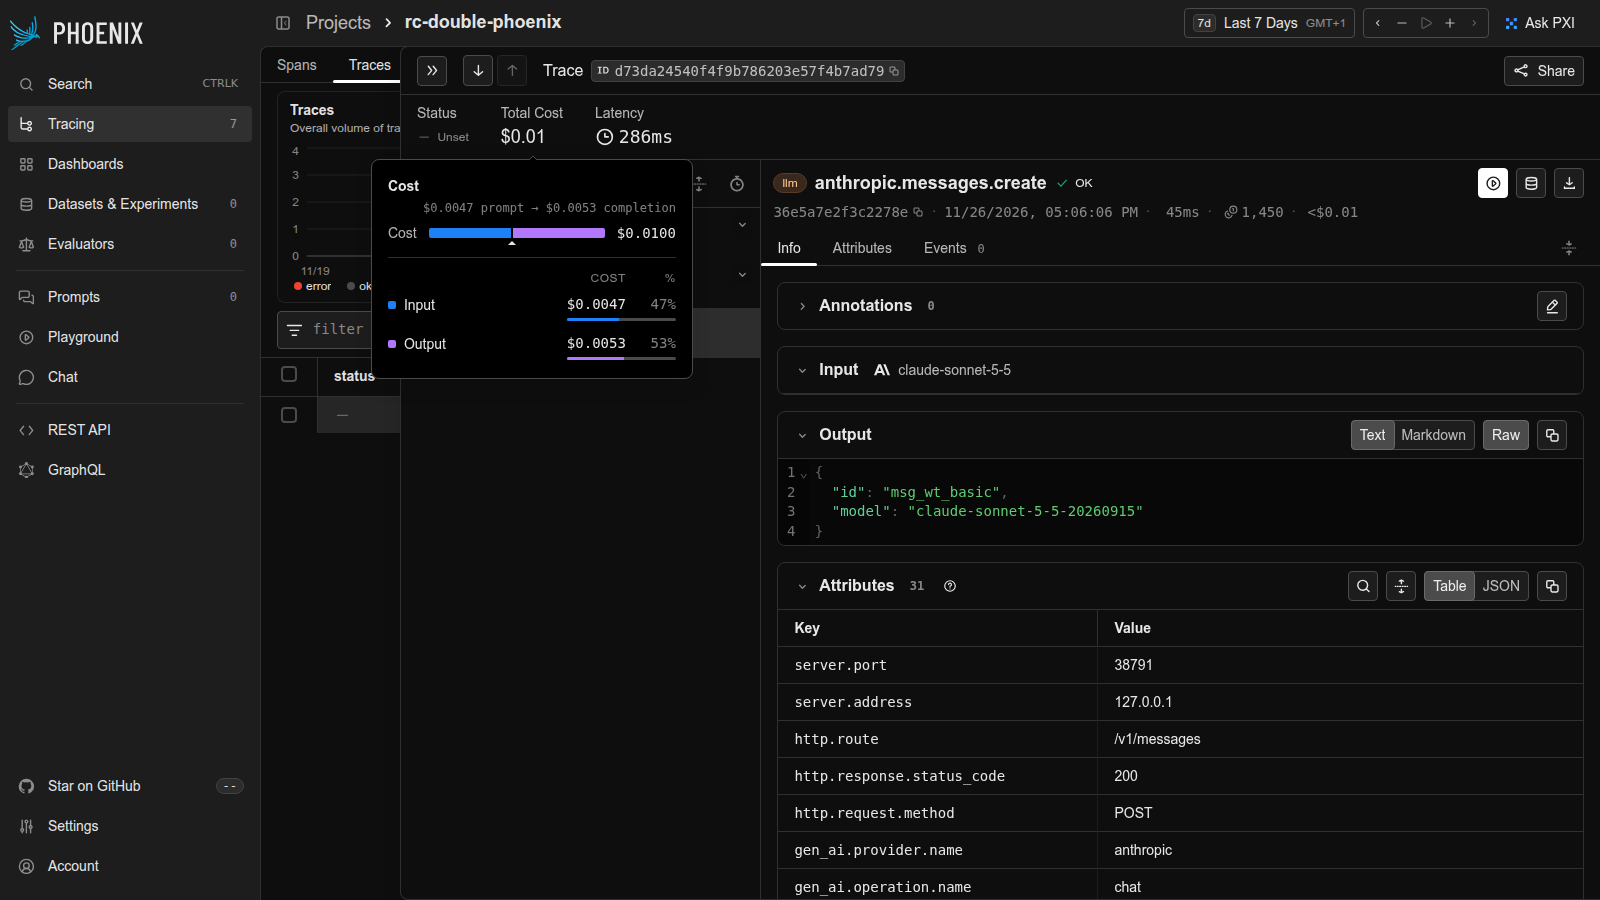 PHOENIX
Search CTRLK
Tracing 7
Dashboards
Datasets & Experiments 0
Evaluators 0
Prompts 0
Playground
Chat
REST API
GraphQL
Star on GitHub --
Settings
Account
Projects › rc-double-phoenix
7d Last 7 Days GMT+1
Ask PXI
Spans Traces
Traces
Overall volume of tra
4
3
2
1
0
11/19
error ok
filter
status
—
Trace ID d73da24540f4f9b786203e57f4b7ad79
Share
Status Total Cost Latency
— Unset $0.01 286ms
Cost
$0.0047 prompt → $0.0053 completion
Cost $0.0100
COST %
Input $0.0047 47%
Output $0.0053 53%
llm anthropic.messages.create OK
36e5a7e2f3c2278e · 11/26/2026, 05:06:06 PM · 45ms · 1,450 · <$0.01
Info Attributes Events 0
Annotations 0
Input claude-sonnet-5-5
Output Text Markdown Raw
1 {
2 "id": "msg_wt_basic",
3 "model": "claude-sonnet-5-5-20260915"
4 }
Attributes 31 Table JSON
Key Value
server.port 38791
server.address 127.0.0.1
http.route /v1/messages
http.response.status_code 200
http.request.method POST
gen_ai.provider.name anthropic
gen_ai.operation.name chat